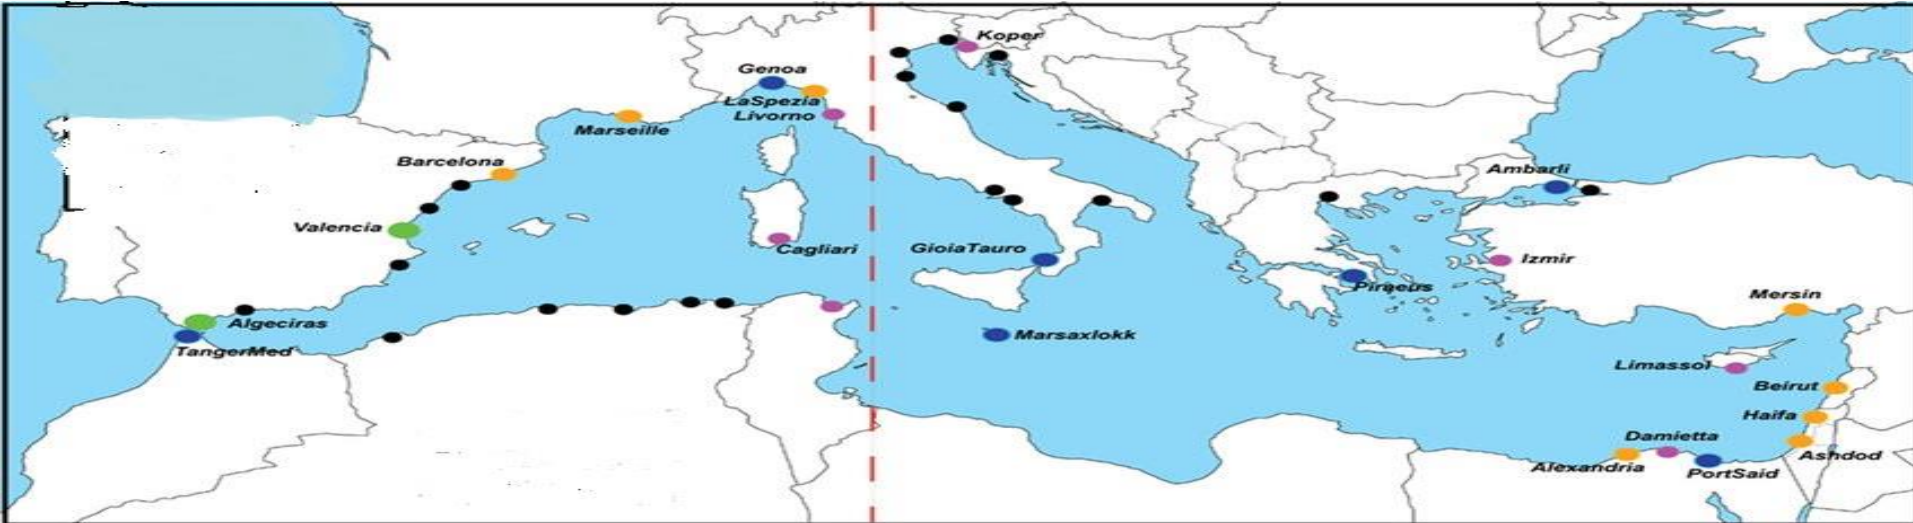 Koper
Genoa
LaSpezia
Livorno
Marseille
Barcelona
Ambarli
Valencia
Cagliari
GioiaTauro
Izmir
Piraeus
Mersin
Algeciras
Marsaxlokk
TangerMed
Limassol
Beirut
Haifa
Damietta
Ashdod
Alexandria
PortSaid